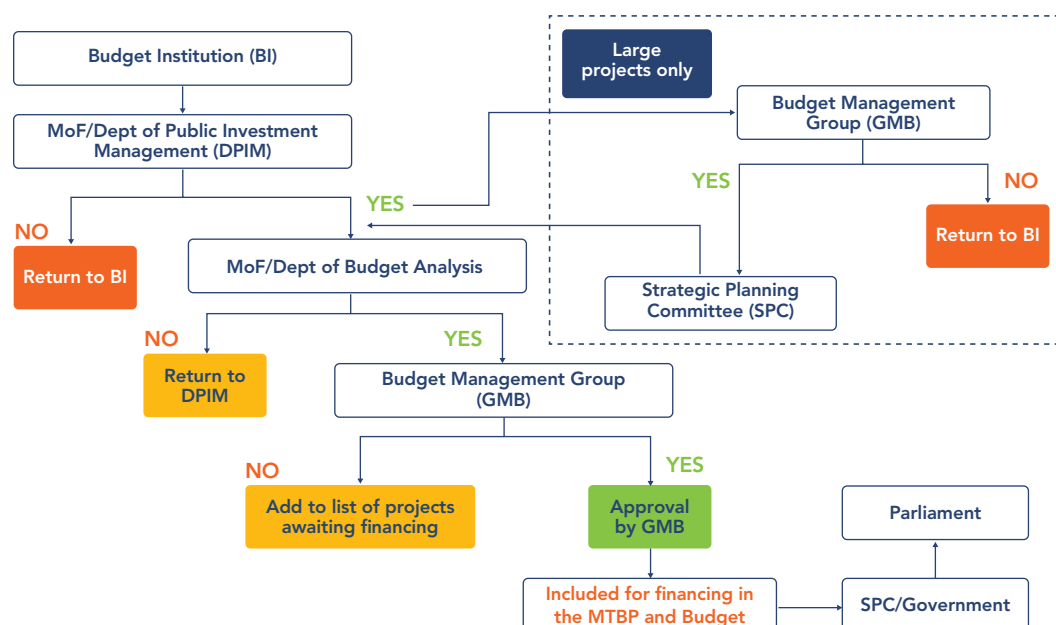 Budget Institution (BI)
Large
projects only
MoF/Dept of Public Investment
Management (DPIM)
Budget Management
Group (GMB)
YES
YES
NO
NO
Return to BI
Return to BI
MoF/Dept of Budget Analysis
Strategic Planning
Committee (SPC)
NO
YES
Return to
DPIM
Budget Management Group
(GMB)
NO
YES
Add to list of projects
awaiting financing
Approval
by GMB
Parliament
Included for financing in
the MTBP and Budget
SPC/Government